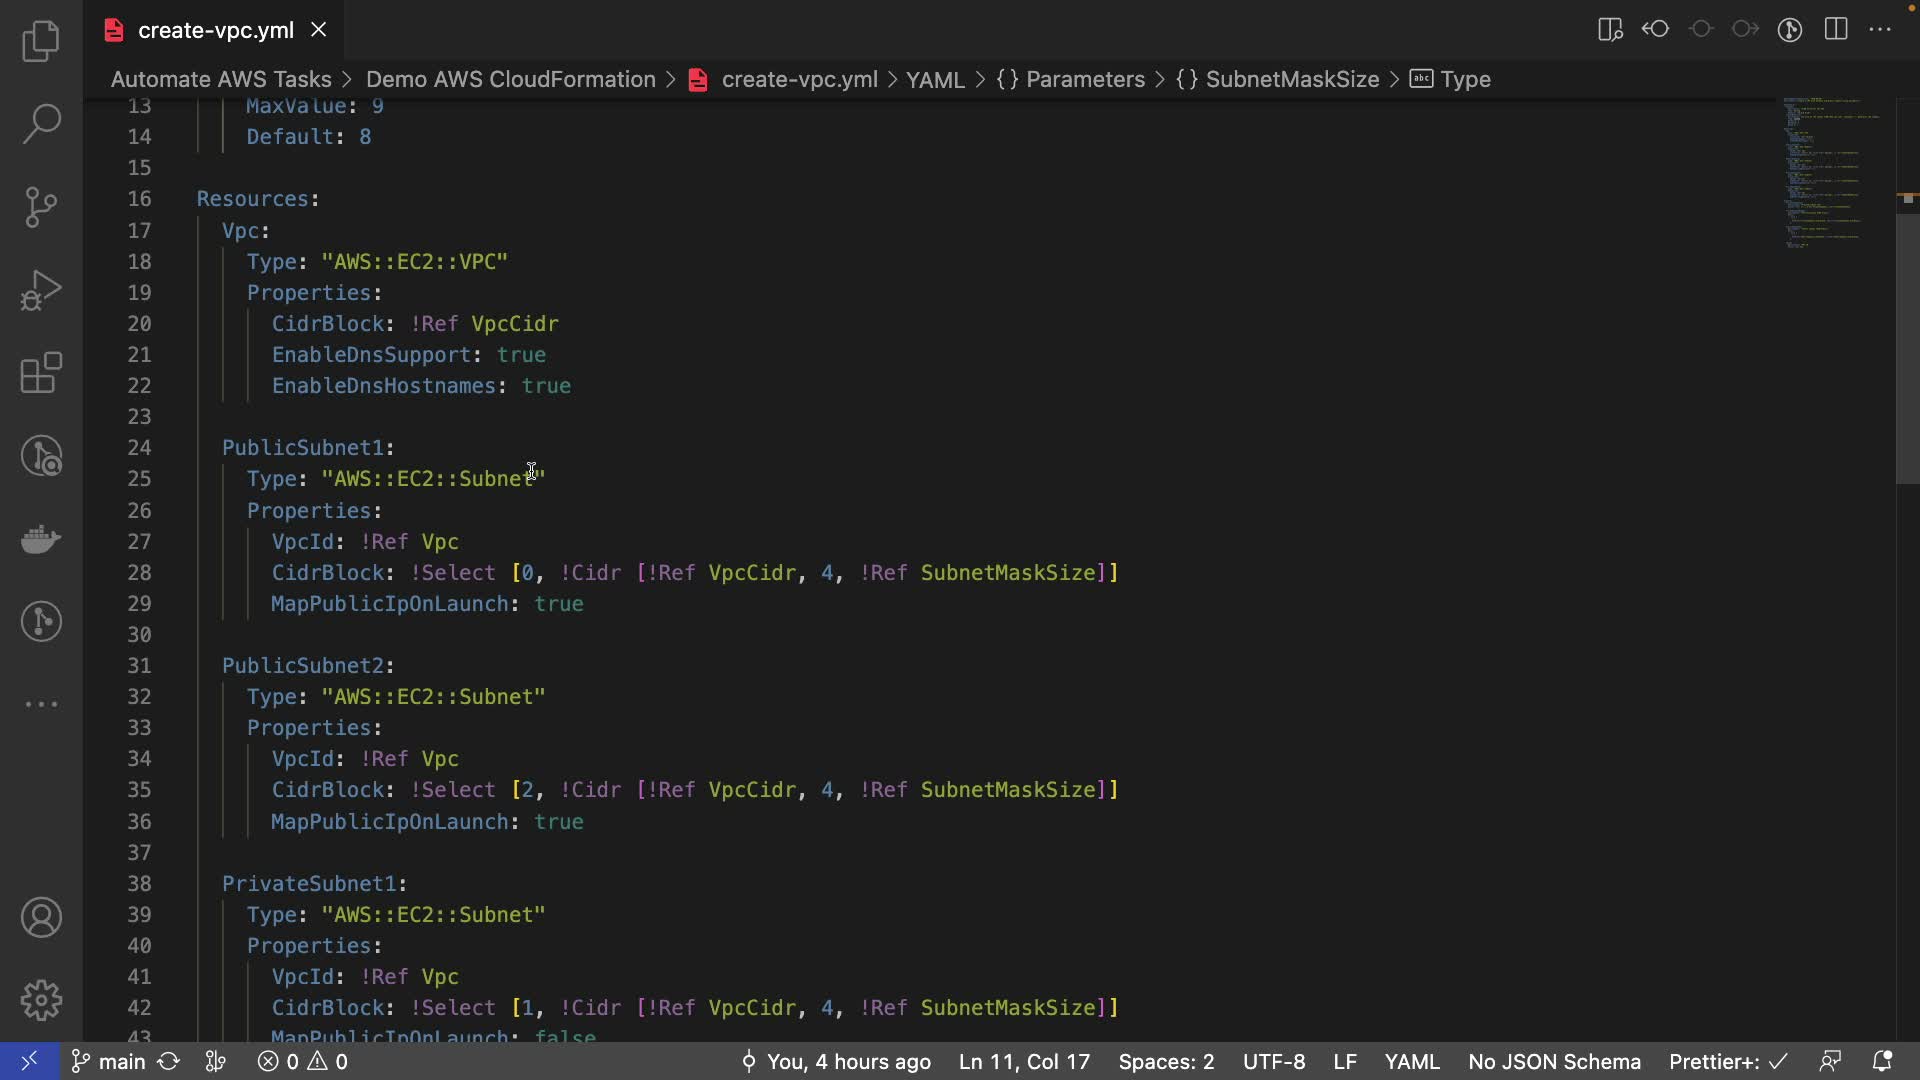 create-vpc.yml
Automate AWS Tasks > Demo AWS CloudFormation > create-vpc.yml > YAML > {} Parameters > {} SubnetMaskSize > abc Type
13 MaxValue: 9
14 Default: 8
15
16 Resources:
17 Vpc:
18 Type: "AWS::EC2::VPC"
19 Properties:
20 CidrBlock: !Ref VpcCidr
21 EnableDnsSupport: true
22 EnableDnsHostnames: true
23
24 PublicSubnet1:
25 Type: "AWS::EC2::Subnet"
26 Properties:
27 VpcId: !Ref Vpc
28 CidrBlock: !Select [0, !Cidr [!Ref VpcCidr, 4, !Ref SubnetMaskSize]]
29 MapPublicIpOnLaunch: true
30
31 PublicSubnet2:
32 Type: "AWS::EC2::Subnet"
33 Properties:
34 VpcId: !Ref Vpc
35 CidrBlock: !Select [2, !Cidr [!Ref VpcCidr, 4, !Ref SubnetMaskSize]]
36 MapPublicIpOnLaunch: true
37
38 PrivateSubnet1:
39 Type: "AWS::EC2::Subnet"
40 Properties:
41 VpcId: !Ref Vpc
42 CidrBlock: !Select [1, !Cidr [!Ref VpcCidr, 4, !Ref SubnetMaskSize]]
43 MapPublicIpOnLaunch: false
main 0 0 You, 4 hours ago Ln 11, Col 17 Spaces: 2 UTF-8 LF YAML No JSON Schema Prettier+: ✓